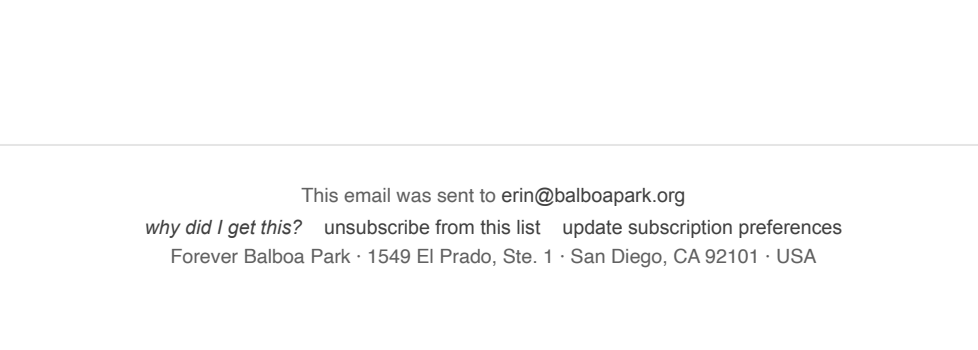 This email was sent to erin@balboapark.org
why did I get this? unsubscribe from this list update subscription preferences
Forever Balboa Park · 1549 El Prado, Ste. 1 · San Diego, CA 92101 · USA